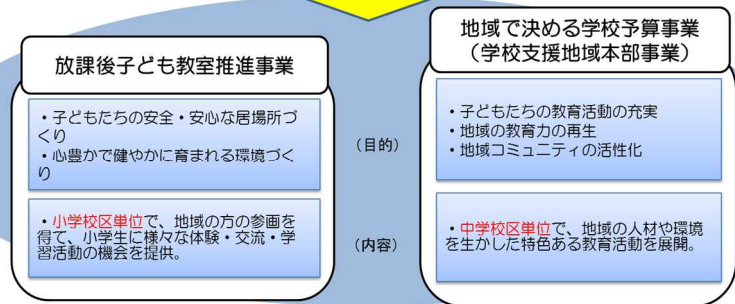 放課後子ども教室推進事業
・子どもたちの安全・安心な居場所づ
くり
・心豊かで健やかに育まれる環境づく
り
・小学校区単位で、地域の方の参画を
得て、小学生に様々な体験・交流・学
習活動の機会を提供。
（目的）
（内容）
地域で決める学校予算事業
（学校支援地域本部事業）
・子どもたちの教育活動の充実
・地域の教育力の再生
・地域コミュニティの活性化
・中学校区単位で、地域の人材や環境
を生かした特色ある教育活動を展開。